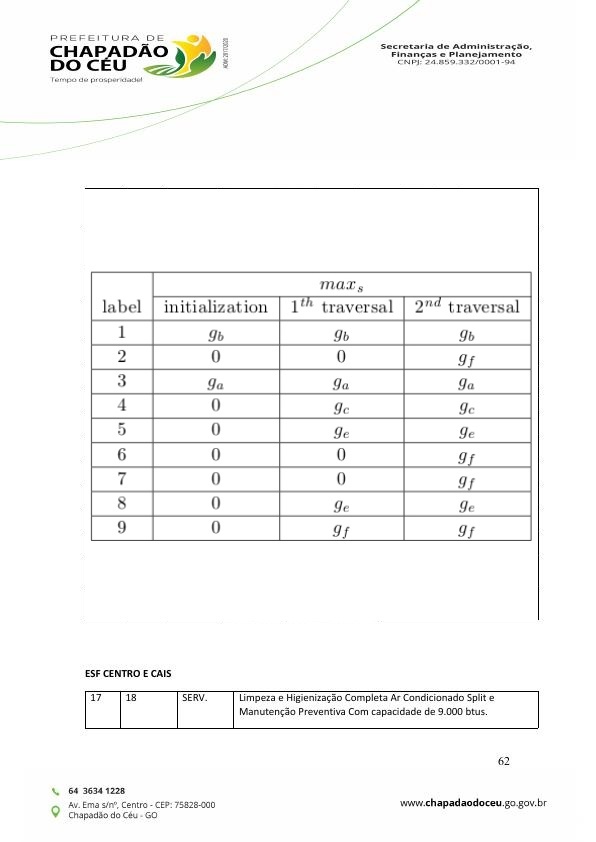 PREFEITURA DE
CHAPADÃO
DO CÉU
Tempo de prosperidade!
Secretaria de Administração,
Finanças e Planejamento
CNPJ: 24.859.332/0001-94
max_s
label initialization 1^th traversal 2^nd traversal
1 g_b g_b g_b
2 0 0 g_f
3 g_a g_a g_a
4 0 g_c g_c
5 0 g_e g_e
6 0 0 g_f
7 0 0 g_f
8 0 g_e g_e
9 0 g_f g_f
ESF CENTRO E CAIS
17 18 SERV. Limpeza e Higienização Completa Ar Condicionado Split e
Manutenção Preventiva Com capacidade de 9.000 btus.
62
64 3634 1228
Av. Ema s/nº, Centro - CEP: 75828-000
Chapadão do Céu - GO
www.chapadaodoceu.go.gov.br